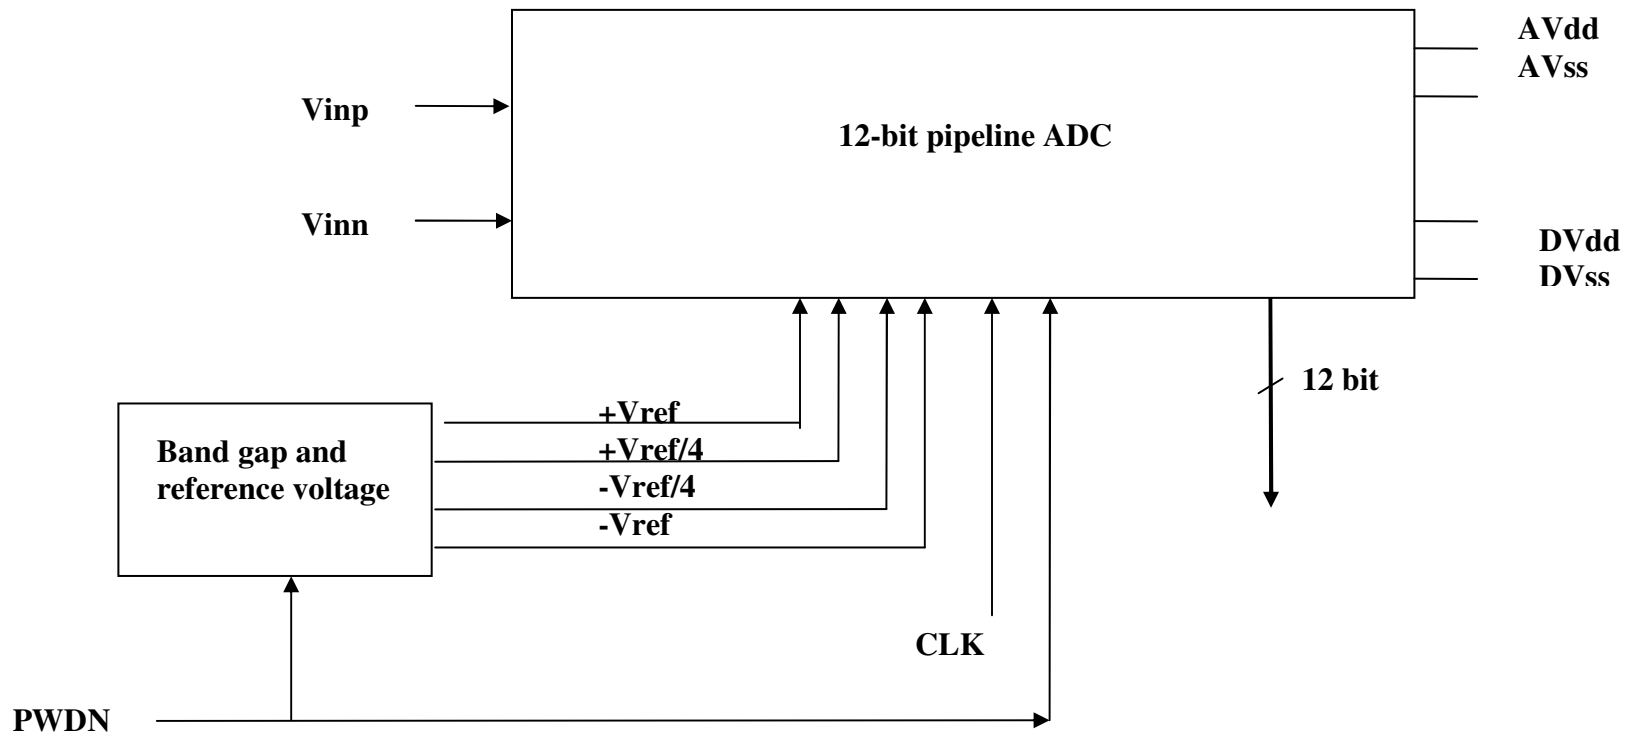 AVdd
AVss
Vinp
12-bit pipeline ADC
Vinn
DVdd
DVss
12 bit
+Vref
Band gap and
reference voltage
+Vref/4
-Vref/4
-Vref
CLK
PWDN